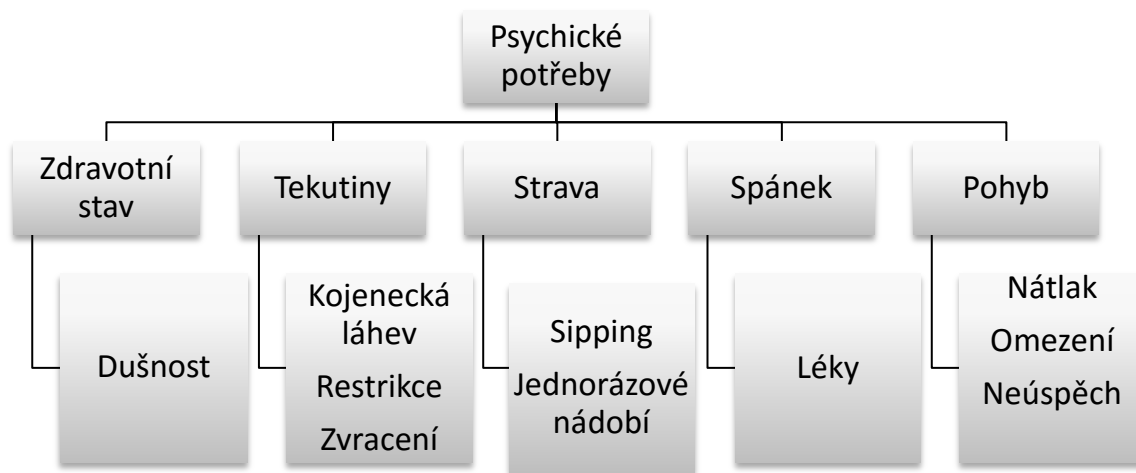 Psychické
potřeby
Zdravotní
stav
Tekutiny
Strava
Spánek
Pohyb
Dušnost
Kojenecká
láhev
Restrikce
Zvracení
Sipping
Jednorázové
nádobí
Léky
Nátlak
Omezení
Neúspěch